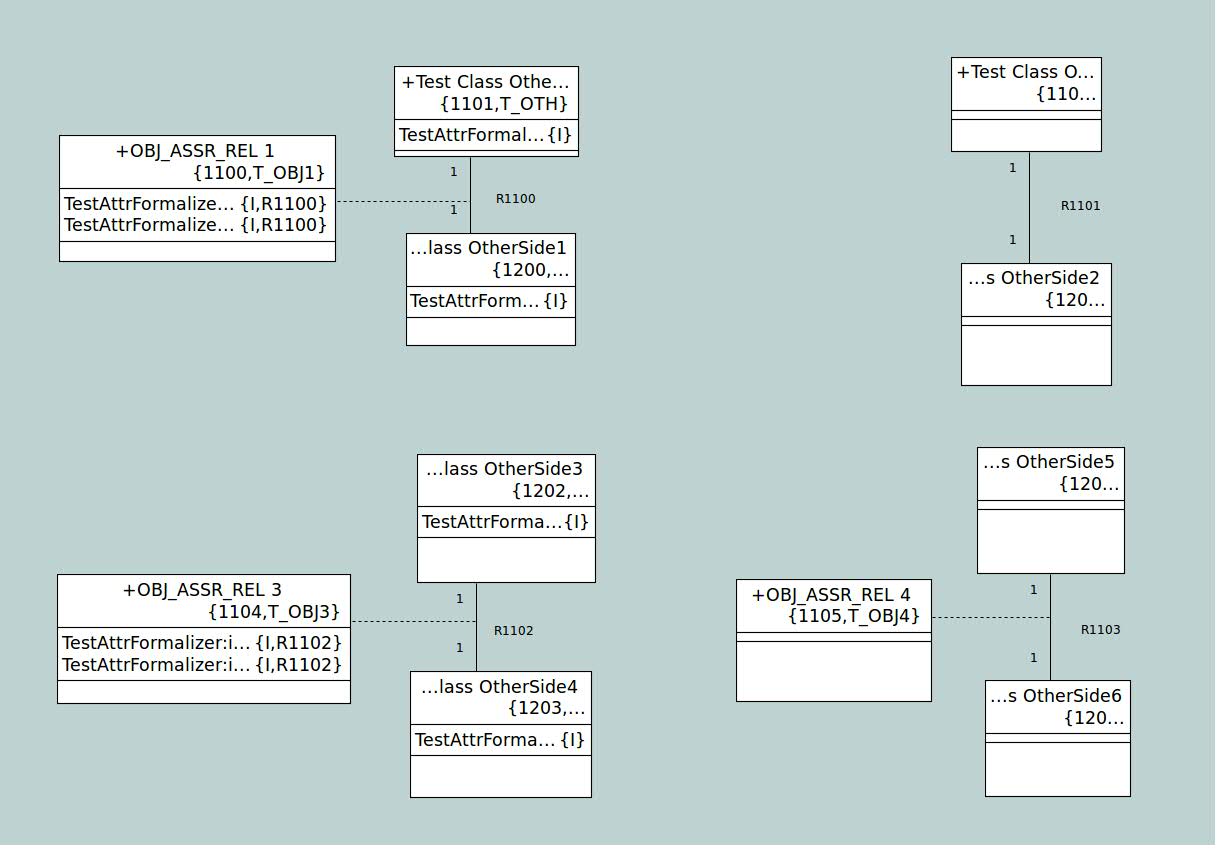 +Test Class Othe...
{1101,T_OTH}
TestAttrFormal... {I}
+OBJ_ASSR_REL 1
{1100,T_OBJ1}
TestAttrFormalize... {I,R1100}
TestAttrFormalize... {I,R1100}
1
R1100
1
...lass OtherSide1
{1200,...
TestAttrForm... {I}
+Test Class O...
{110...
1
R1101
1
...s OtherSide2
{120...
...lass OtherSide3
{1202,...
TestAttrForma... {I}
+OBJ_ASSR_REL 3
{1104,T_OBJ3}
TestAttrFormalizer:i... {I,R1102}
TestAttrFormalizer:i... {I,R1102}
1
R1102
1
...lass OtherSide4
{1203,...
TestAttrForma... {I}
...s OtherSide5
{120...
+OBJ_ASSR_REL 4
{1105,T_OBJ4}
1
R1103
1
...s OtherSide6
{120...